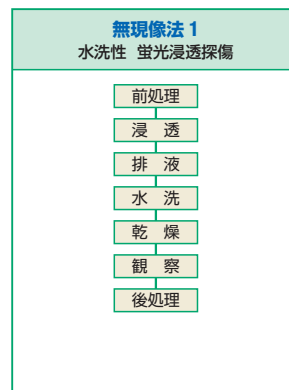 無現像法 1
水洗性 蛍光浸透探傷
前処理
浸 透
排 液
水 洗
乾 燥
観 察
後処理